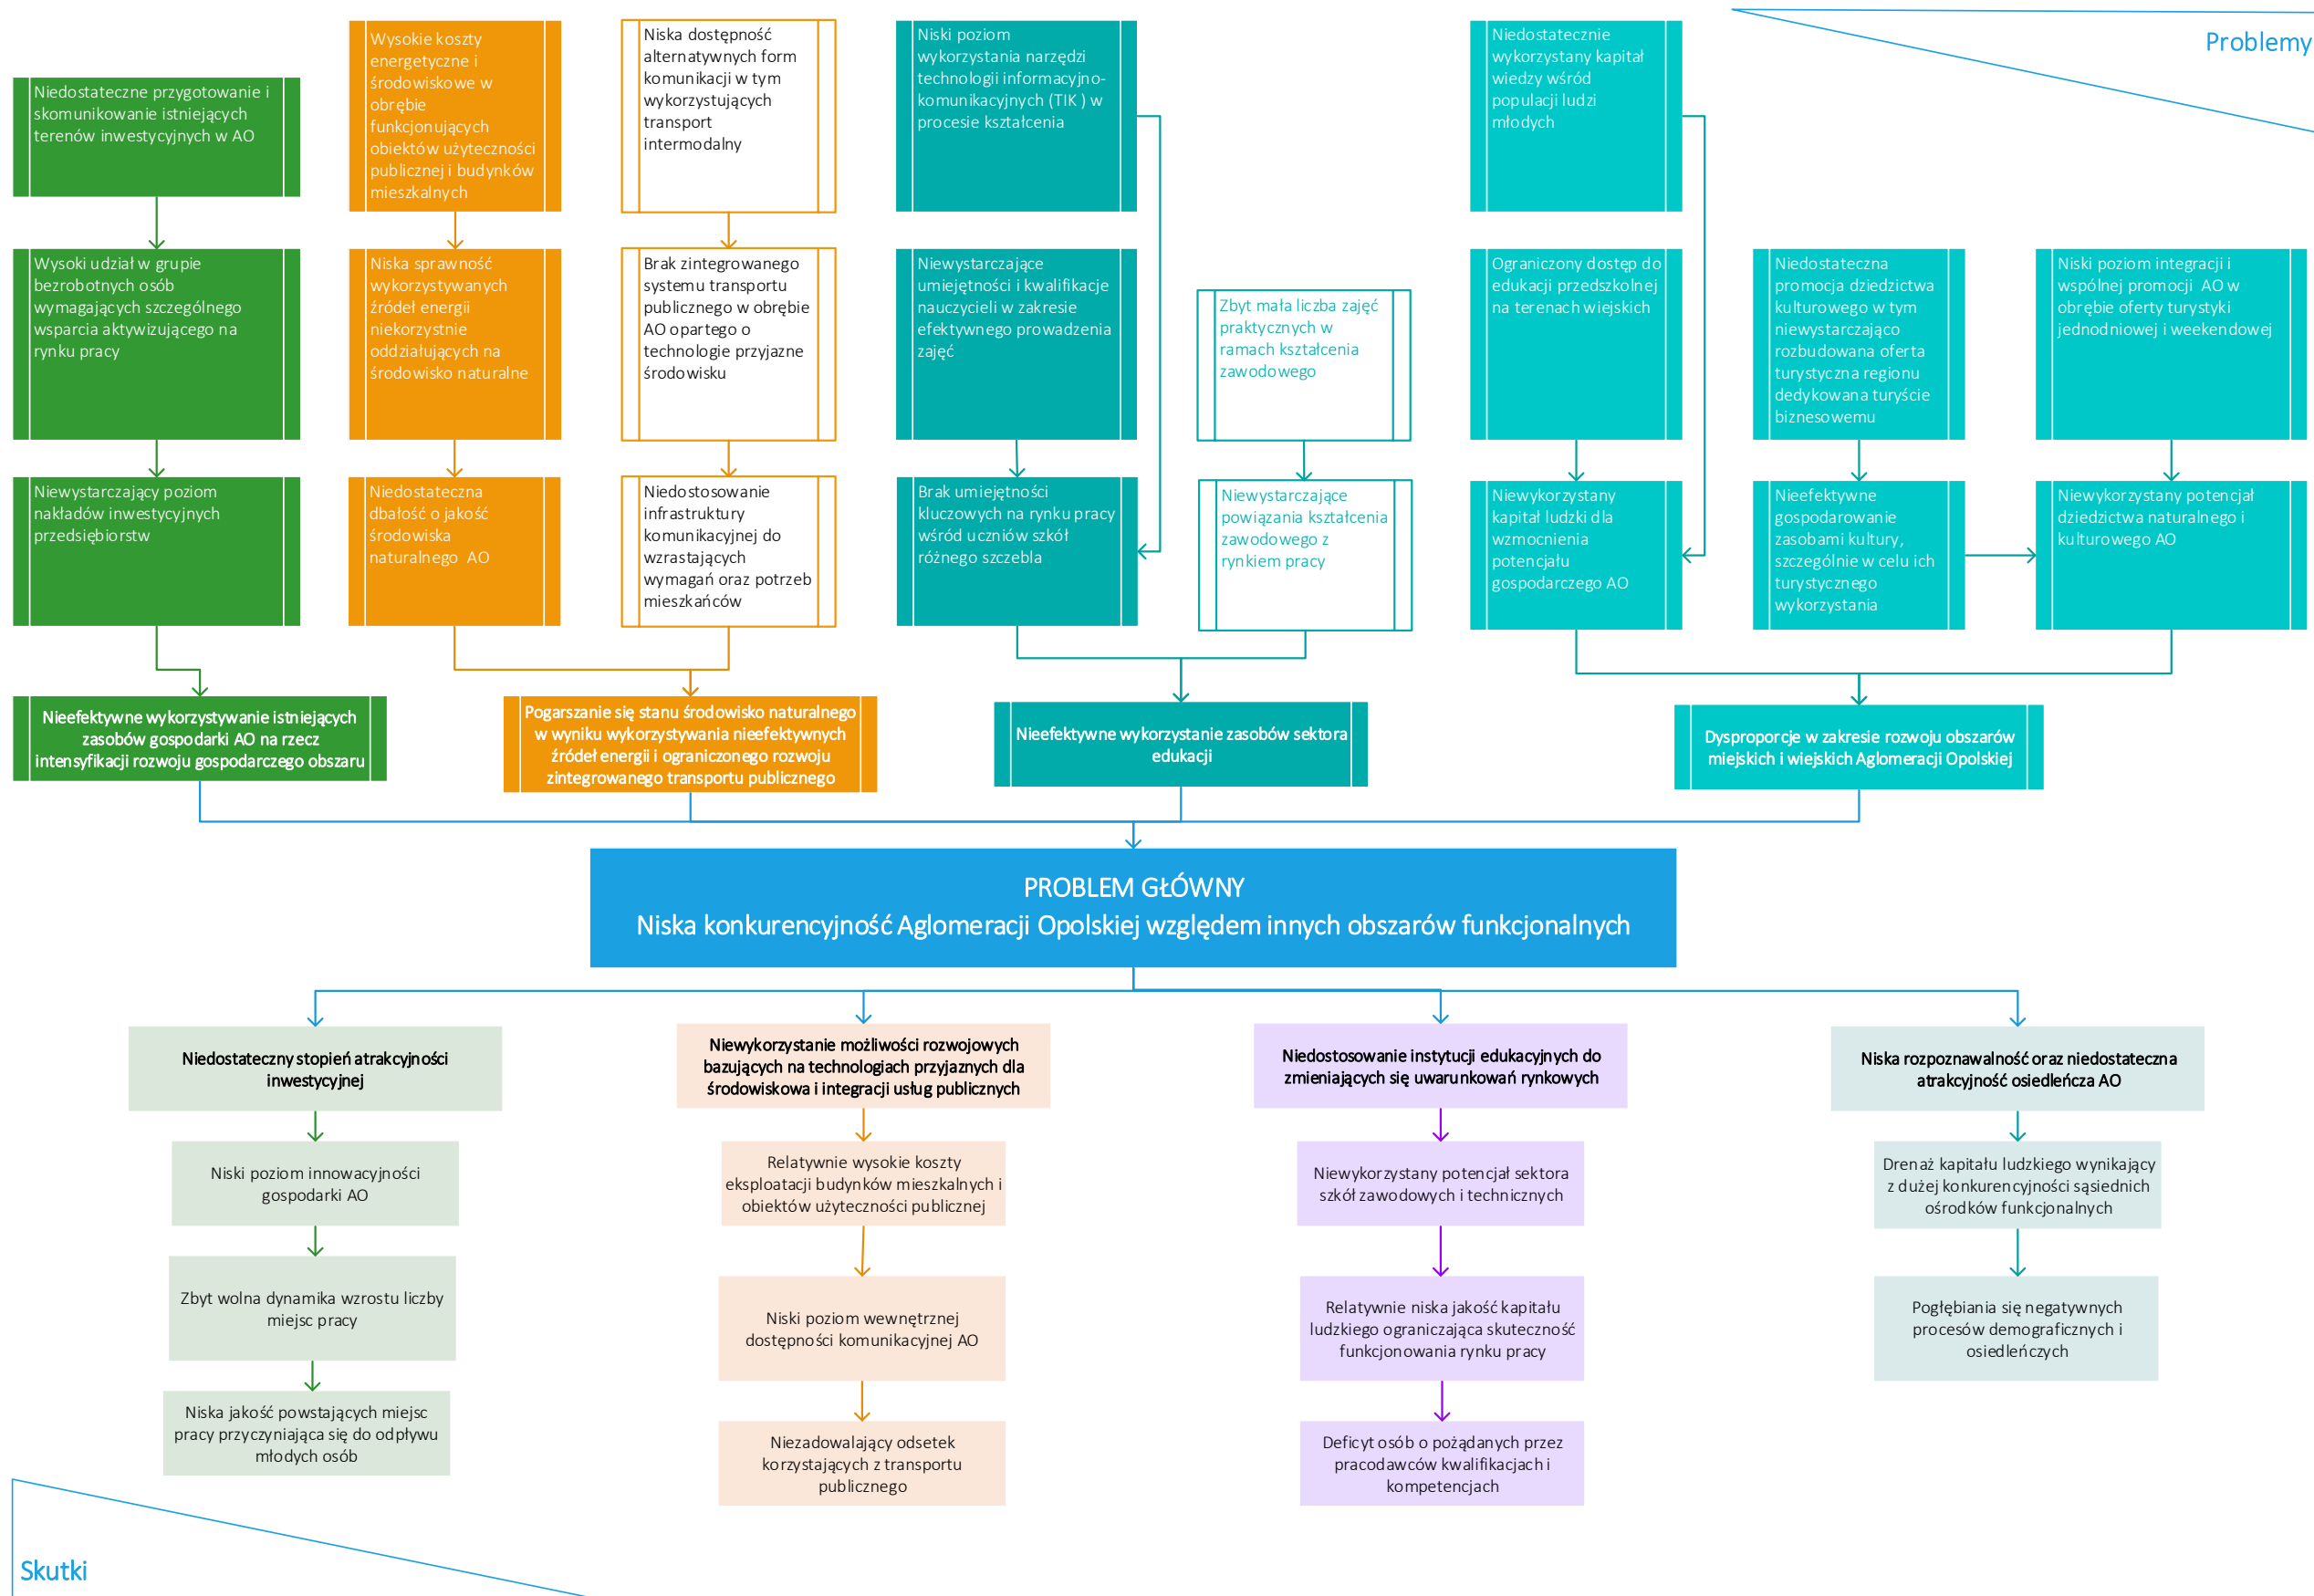 Problemy
Niedostateczne przygotowanie i
skomunikowanie istniejących
terenów inwestycyjnych w AO
Wysokie koszty
energetyczne i
środowiskowe w
obrębie
funkcjonujących
obiektów użyteczności
publicznej i budynków
mieszkalnych
Niska dostępność
alternatywnych form
komunikacji w tym
wykorzystujących
transport
intermodalny
Niski poziom
wykorzystania narzędzi
technologii informacyjno-
komunikacyjnych (TIK ) w
procesie kształcenia
Niedostatecznie
wykorzystany kapitał
wiedzy wśród
populacji ludzi
młodych
Wysoki udział w grupie
bezrobotnych osób
wymagających szczególnego
wsparcia aktywizującego na
rynku pracy
Niska sprawność
wykorzystywanych
źródeł energii
niekorzystnie
oddziałujących na
środowisko naturalne
Brak zintegrowanego
systemu transportu
publicznego w obrębie
AO opartego o
technologie przyjazne
środowisku
Niewystarczające
umiejętności i kwalifikacje
nauczycieli w zakresie
efektywnego prowadzenia
zajęć
Zbyt mała liczba zajęć
praktycznych w
ramach kształcenia
zawodowego
Ograniczony dostęp do
edukacji przedszkolnej
na terenach wiejskich
Niedostateczna
promocja dziedzictwa
kulturowego w tym
niewystarczająco
rozbudowana oferta
turystyczna regionu
dedykowana turyście
biznesowemu
Niski poziom integracji i
wspólnej promocji AO w
obrębie oferty turystyki
jednodniowej i weekendowej
Niewystarczający poziom
nakładów inwestycyjnych
przedsiębiorstw
Niedostateczna
dbałość o jakość
środowiska
naturalnego AO
Niedostosowanie
infrastruktury
komunikacyjnej do
wzrastających
wymagań oraz potrzeb
mieszkańców
Brak umiejętności
kluczowych na rynku pracy
wśród uczniów szkół
różnego szczebla
Niewystarczające
powiązania kształcenia
zawodowego z
rynkiem pracy
Niewykorzystany
kapitał ludzki dla
wzmocnienia
potencjału
gospodarczego AO
Nieefektywne
gospodarowanie
zasobami kultury,
szczególnie w celu ich
turystycznego
wykorzystania
Niewykorzystany potencjał
dziedzictwa naturalnego i
kulturowego AO
Nieefektywne wykorzystywanie istniejących
zasobów gospodarki AO na rzecz
intensyfikacji rozwoju gospodarczego obszaru
Pogarszanie się stanu środowisko naturalnego
w wyniku wykorzystywania nieefektywnych
źródeł energii i ograniczonego rozwoju
zintegrowanego transportu publicznego
Nieefektywne wykorzystanie zasobów sektora
edukacji
Dysproporcje w zakresie rozwoju obszarów
miejskich i wiejskich Aglomeracji Opolskiej
PROBLEM GŁÓWNY
Niska konkurencyjność Aglomeracji Opolskiej względem innych obszarów funkcjonalnych
Niedostateczny stopień atrakcyjności
inwestycyjnej
Niewykorzystanie możliwości rozwojowych
bazujących na technologiach przyjaznych dla
środowiskowa i integracji usług publicznych
Niedostosowanie instytucji edukacyjnych do
zmieniających się uwarunkowań rynkowych
Niska rozpoznawalność oraz niedostateczna
atrakcyjność osiedleńcza AO
Niski poziom innowacyjności
gospodarki AO
Relatywnie wysokie koszty
eksploatacji budynków mieszkalnych i
obiektów użyteczności publicznej
Niewykorzystany potencjał sektora
szkół zawodowych i technicznych
Drenaż kapitału ludzkiego wynikający
z dużej konkurencyjności sąsiednich
ośrodków funkcjonalnych
Zbyt wolna dynamika wzrostu liczby
miejsc pracy
Niski poziom wewnętrznej
dostępności komunikacyjnej AO
Relatywnie niska jakość kapitału
ludzkiego ograniczająca skuteczność
funkcjonowania rynku pracy
Pogłębiania się negatywnych
procesów demograficznych i
osiedleńczych
Niska jakość powstających miejsc
pracy przyczyniająca się do odpływu
młodych osób
Niezadowalający odsetek
korzystających z transportu
publicznego
Deficyt osób o pożądanych przez
pracodawców kwalifikacjach i
kompetencjach
Skutki